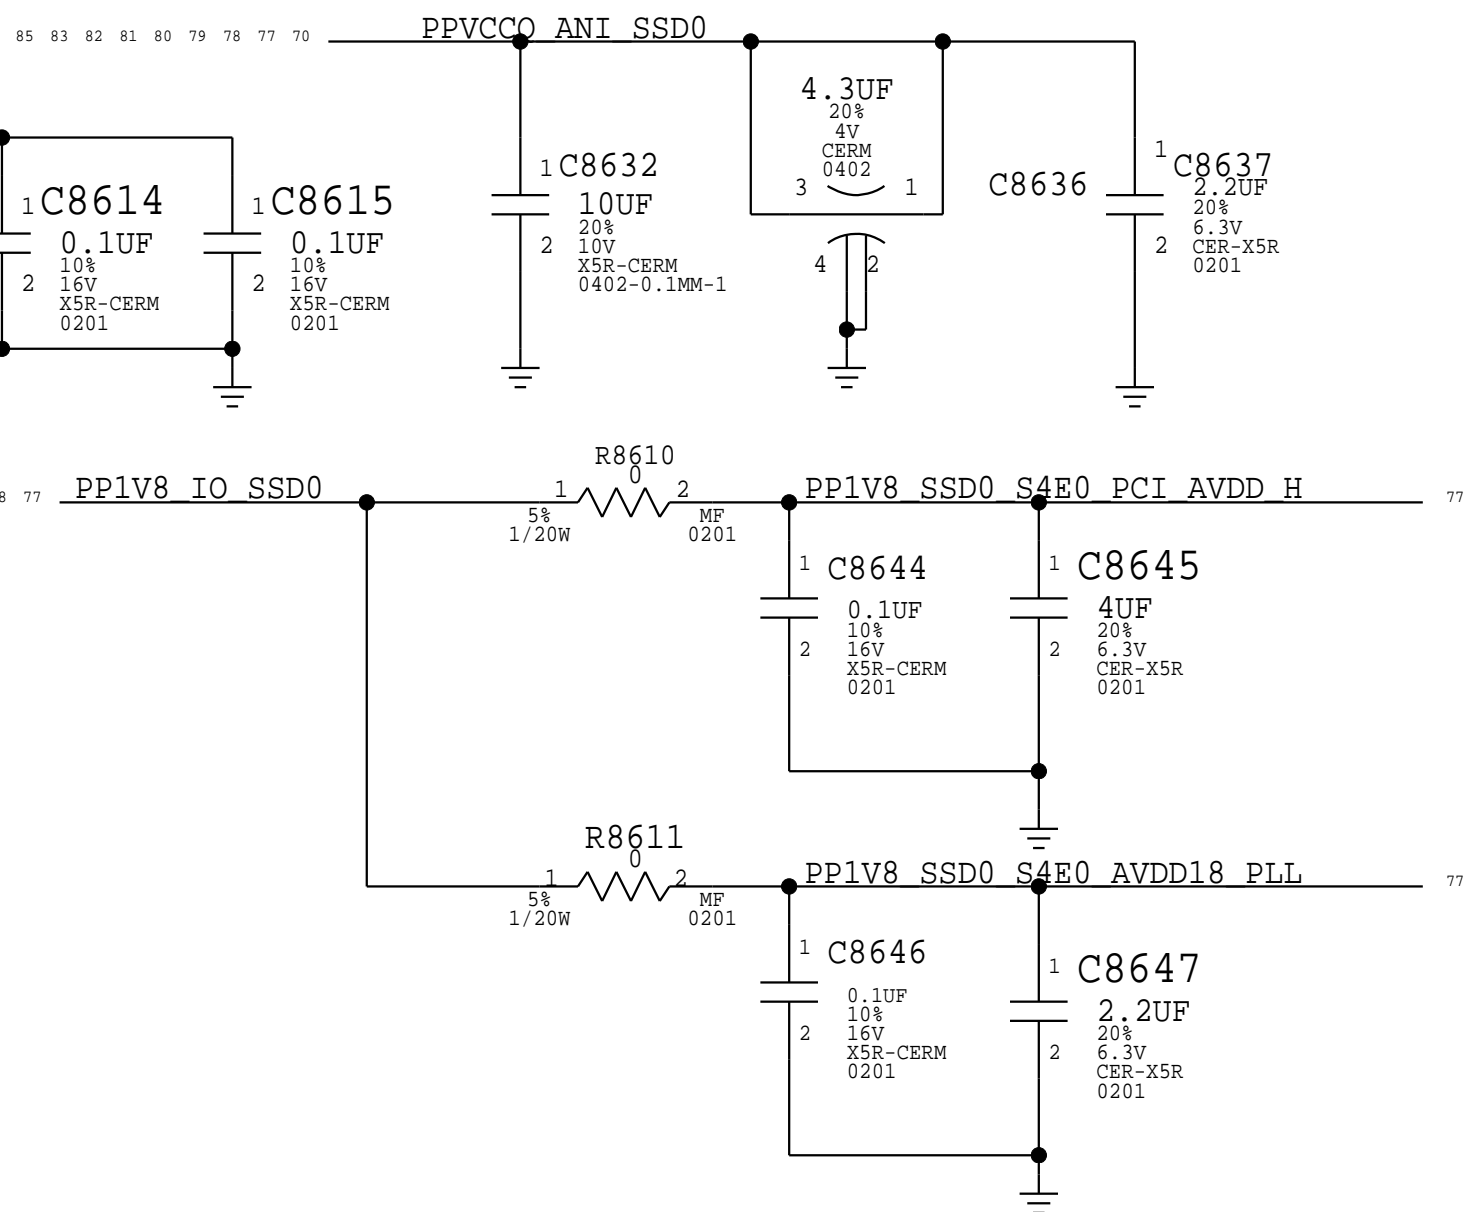 85 83 82 81 80 79 78 77 70
PPVCCQ_ANI_SSD0
1
C8614
0.1UF
10%
16V
X5R-CERM
0201
2
1
C8615
0.1UF
10%
16V
X5R-CERM
0201
2
1
C8632
10UF
20%
10V
X5R-CERM
0402-0.1MM-1
2
4.3UF
20%
4V
CERM
0402
3
1
4
2
C8636
1
C8637
2.2UF
20%
6.3V
CER-X5R
0201
2
8 77
PP1V8_IO_SSD0
R8610
0
1
2
5%
1/20W
MF
0201
PP1V8_SSD0_S4E0_PCI_AVDD_H
77
1
C8644
0.1UF
10%
16V
X5R-CERM
0201
2
1
C8645
4UF
20%
6.3V
CER-X5R
0201
2
R8611
0
1
2
5%
1/20W
MF
0201
PP1V8_SSD0_S4E0_AVDD18_PLL
77
1
C8646
0.1UF
10%
16V
X5R-CERM
0201
2
1
C8647
2.2UF
20%
6.3V
CER-X5R
0201
2